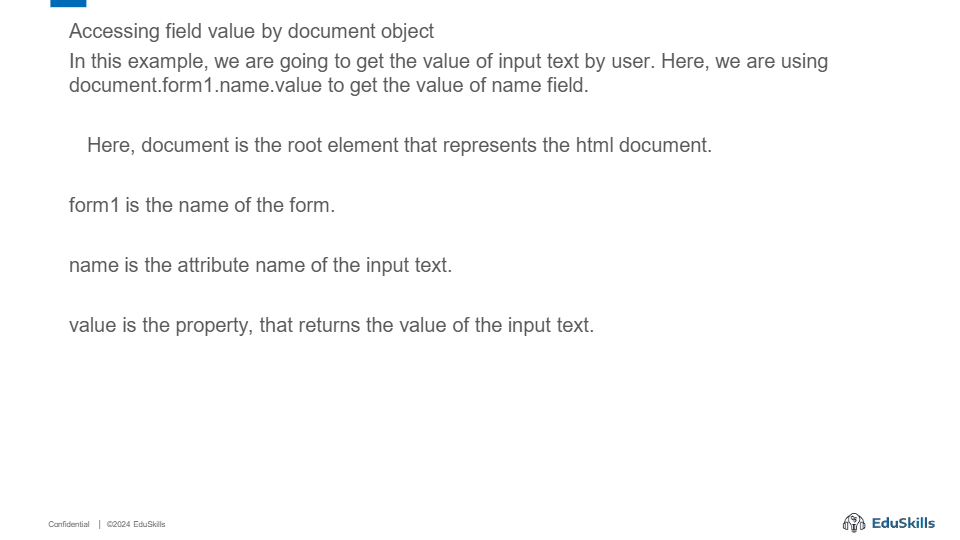 Accessing field value by document object
In this example, we are going to get the value of input text by user. Here, we are using
document.form1.name.value to get the value of name field.
Here, document is the root element that represents the html document.
form1 is the name of the form.
name is the attribute name of the input text.
value is the property, that returns the value of the input text.
Confidential | ©2024 EduSkills
EduSkills